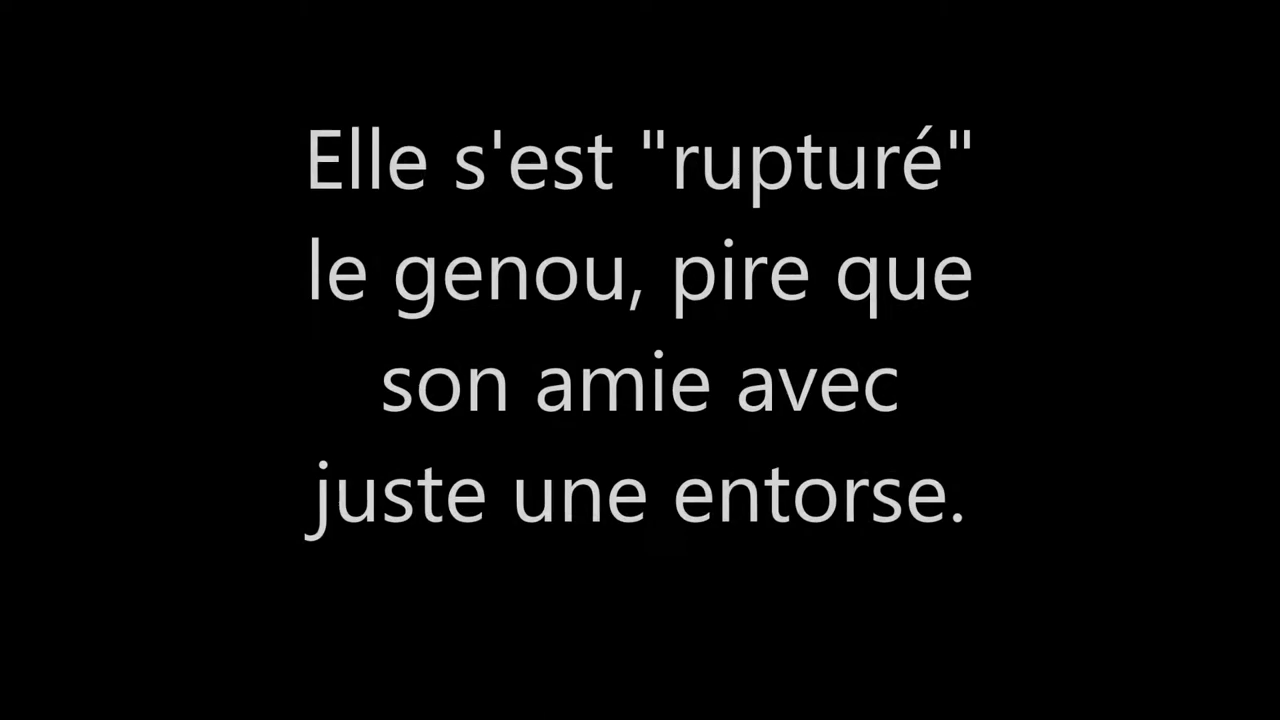 Elle s'est "rupturé"
le genou, pire que
son amie avec
juste une entorse.